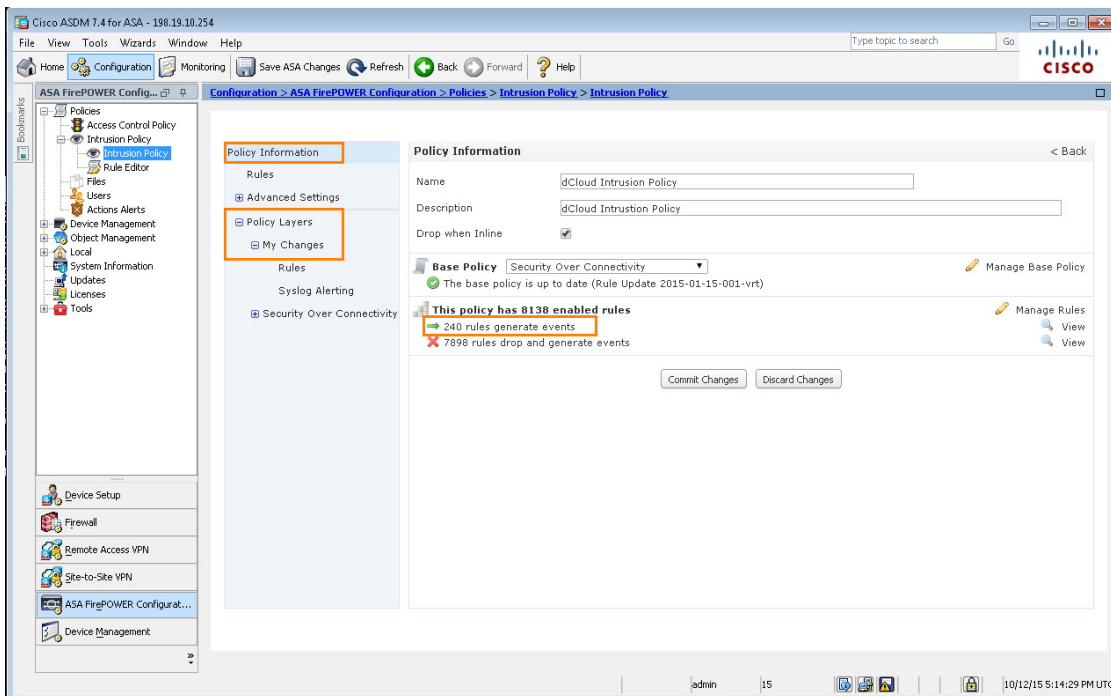 Cisco ASDM 7.4 for ASA - 198.19.10.254
File View Tools Wizards Window Help
Type topic to search
Go
Home Configuration Monitoring Save ASA Changes Refresh Back Forward Help
CISCO
Bookmarks
ASA FirePOWER Config...
Configuration > ASA FirePOWER Configuration > Policies > Intrusion Policy > Intrusion Policy
Policies
Access Control Policy
Intrusion Policy
Intrusion Policy
Rule Editor
Files
Users
Actions Alerts
Device Management
Object Management
Local
System Information
Updates
Licenses
Tools
Policy Information
Rules
Advanced Settings
Policy Layers
My Changes
Rules
Syslog Alerting
Security Over Connectivity
Policy Information
< Back
Name dCloud Intrusion Policy
Description dCloud Intrustion Policy
Drop when Inline
Base Policy Security Over Connectivity
Manage Base Policy
The base policy is up to date (Rule Update 2015-01-15-001-vrt)
This policy has 8138 enabled rules
Manage Rules
240 rules generate events
View
7898 rules drop and generate events
View
Commit Changes
Discard Changes
Device Setup
Firewall
Remote Access VPN
Site-to-Site VPN
ASA FirePOWER Configurat...
Device Management
admin
15
10/12/15 5:14:29 PM UTC